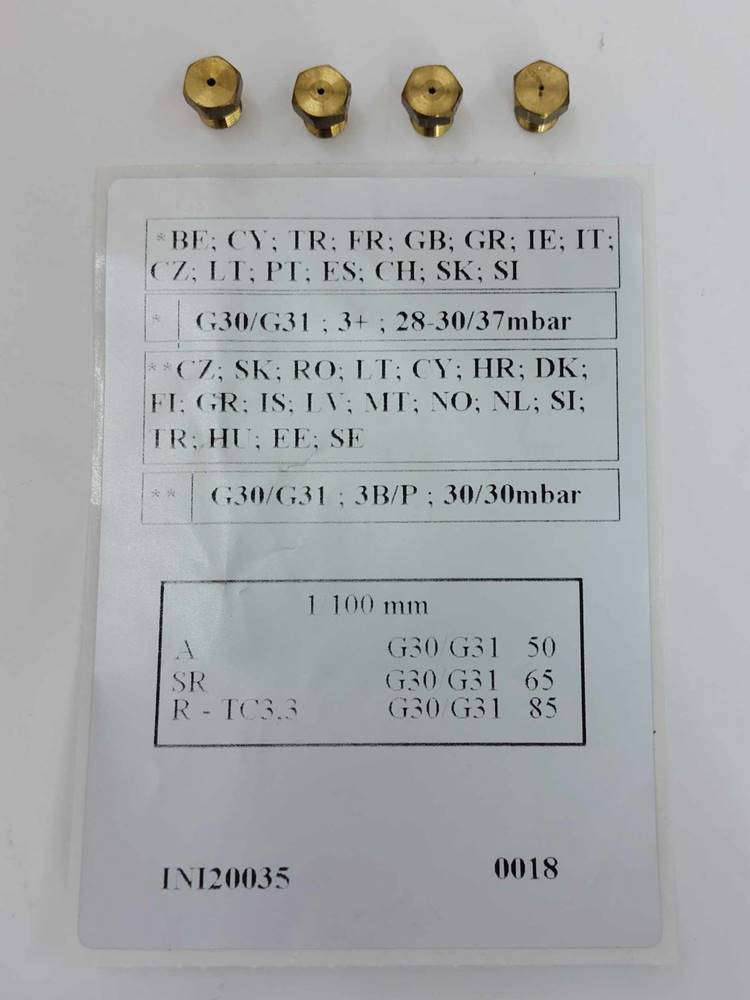 *BE; CY; TR; FR; GB; GR; IE; IT;
CZ; LT; PT; ES; CH; SK; SI
* G30/G31 ; 3+ ; 28-30/37mbar
**CZ; SK; RO; LT; CY; HR; DK;
FI; GR; IS; LV; MT; NO; NL; SI;
TR; HU; EE; SE
** G30/G31 ; 3B/P ; 30/30mbar
1/100 mm
A G30/G31 50
SR G30/G31 65
R - TC3.3 G30/G31 85
INI20035 0018